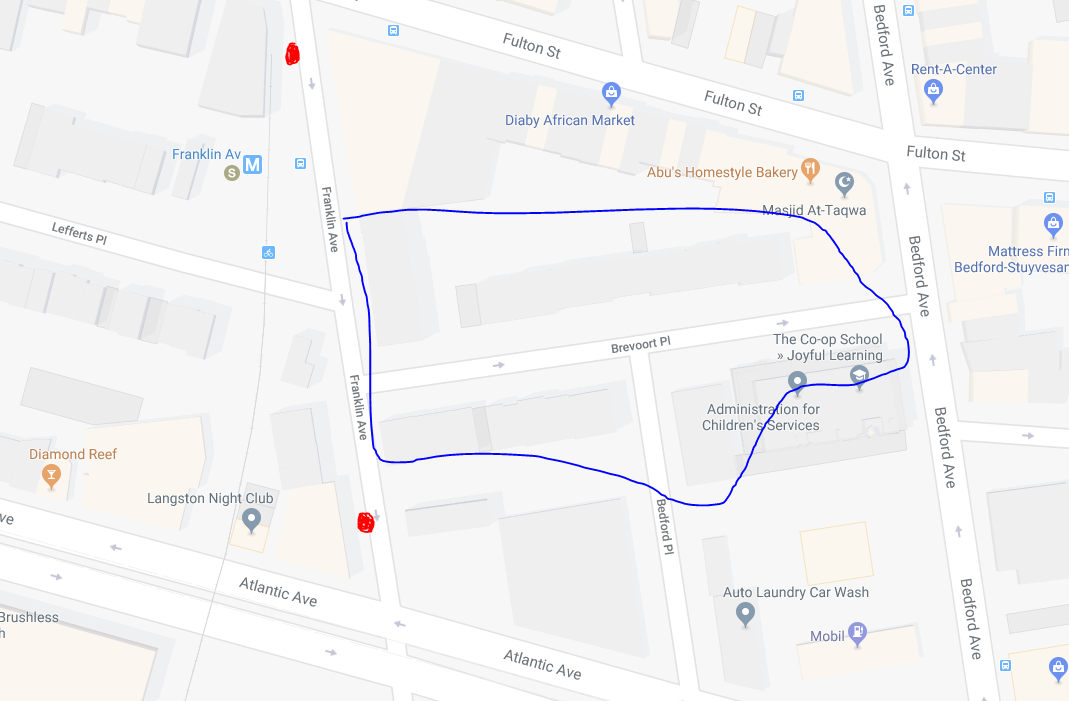 Fulton St
Bedford Ave
Rent-A-Center
Fulton St
Diaby African Market
Fulton St
Franklin Av
M
S
Abu's Homestyle Bakery
Masjid At-Taqwa
Franklin Ave
Lefferts Pl
Bedford Ave
Mattress Firm
Bedford-Stuyvesan
Brevoort Pl
The Co-op School
» Joyful Learning
Franklin Ave
Administration for
Children's Services
Bedford Ave
Diamond Reef
Langston Night Club
ve
Bedford Pl
Atlantic Ave
Auto Laundry Car Wash
Bedford Ave
Brushless
h
Mobil
Atlantic Ave